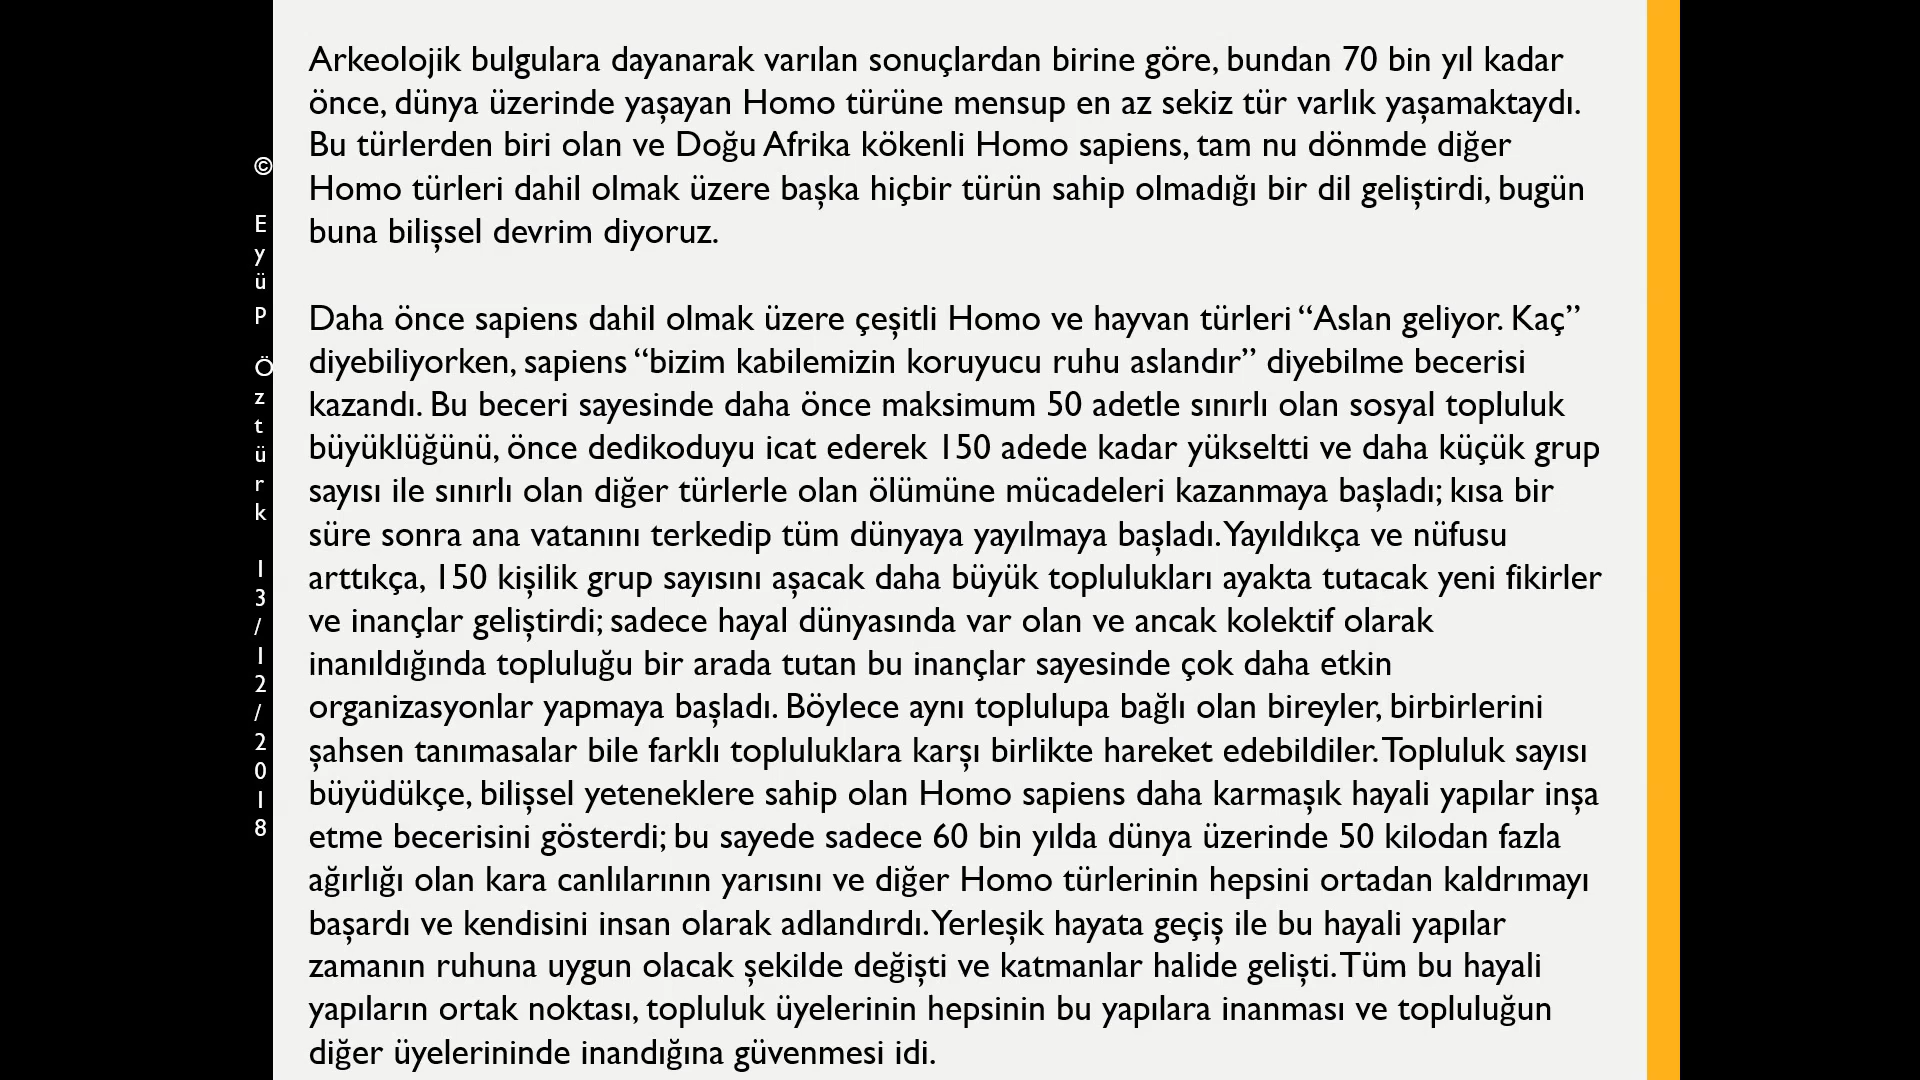 Arkeolojik bulgulara dayanarak varılan sonuçlardan birine göre, bundan 70 bin yıl kadar
önce, dünya üzerinde yaşayan Homo türüne mensup en az sekiz tür varlık yaşamaktaydı.
Bu türlerden biri olan ve Doğu Afrika kökenli Homo sapiens, tam nu dönmde diğer
Homo türleri dahil olmak üzere başka hiçbir türün sahip olmadığı bir dil geliştirdi, bugün
buna bilişsel devrim diyoruz.
Daha önce sapiens dahil olmak üzere çeşitli Homo ve hayvan türleri “Aslan geliyor. Kaç”
diyebiliyorken, sapiens “bizim kabilemizin koruyucu ruhu aslandır” diyebilme becerisi
kazandı. Bu beceri sayesinde daha önce maksimum 50 adetle sınırlı olan sosyal topluluk
büyüklüğünü, önce dedikoduyu icat ederek 150 adede kadar yükseltti ve daha küçük grup
sayısı ile sınırlı olan diğer türlerle olan ölümüne mücadeleri kazanmaya başladı; kısa bir
süre sonra ana vatanını terkedip tüm dünyaya yayılmaya başladı. Yayıldıkça ve nüfusu
arttıkça, 150 kişilik grup sayısını aşacak daha büyük toplulukları ayakta tutacak yeni fikirler
ve inançlar geliştirdi; sadece hayal dünyasında var olan ve ancak kolektif olarak
inanıldığında topluluğu bir arada tutan bu inançlar sayesinde çok daha etkin
organizasyonlar yapmaya başladı. Böylece aynı toplulupa bağlı olan bireyler, birbirlerini
şahsen tanımasalar bile farklı topluluklara karşı birlikte hareket edebildiler. Topluluk sayısı
büyüdükçe, bilişsel yeteneklere sahip olan Homo sapiens daha karmaşık hayali yapılar inşa
etme becerisini gösterdi; bu sayede sadece 60 bin yılda dünya üzerinde 50 kilodan fazla
ağırlığı olan kara canlılarının yarısını ve diğer Homo türlerinin hepsini ortadan kaldrımayı
başardı ve kendisini insan olarak adlandırdı. Yerleşik hayata geçiş ile bu hayali yapılar
zamanın ruhuna uygun olacak şekilde değişti ve katmanlar halide gelişti. Tüm bu hayali
yapıların ortak noktası, topluluk üyelerinin hepsinin bu yapılara inanması ve topluluğun
diğer üyelerininde inandığına güvenmesi idi.
© Eyüp Öztürk 13/12/2018